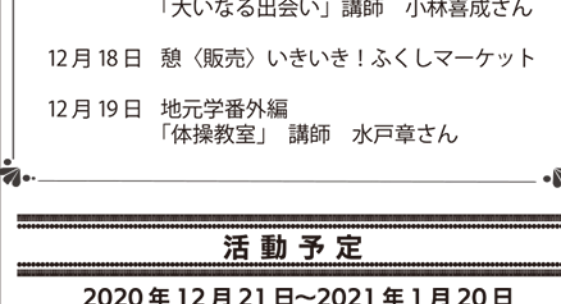 「大いなる出会い」講師　小林喜成さん
12月18日　憩〈販売〉いきいき！ふくしマーケット
12月19日　地元学番外編
「体操教室」　講師　水戸章さん
活動予定
2020年12月21日～2021年1月20日